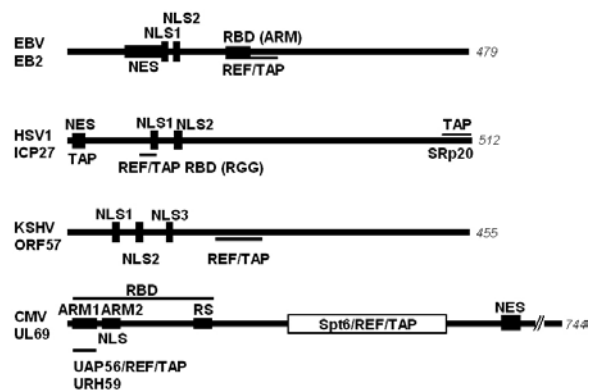 NLS2
NLS1
RBD (ARM)
EBV
EB2
NES
REF/TAP
479
NES
NLS1
NLS2
TAP
HSV1
ICP27
512
TAP
REF/TAP RBD (RGG)
SRp20
NLS1
NLS3
KSHV
ORF57
455
NLS2
REF/TAP
RBD
ARM1 ARM2
RS
NES
CMV
UL69
Spt6/REF/TAP
744
NLS
UAP56/REF/TAP
URH59